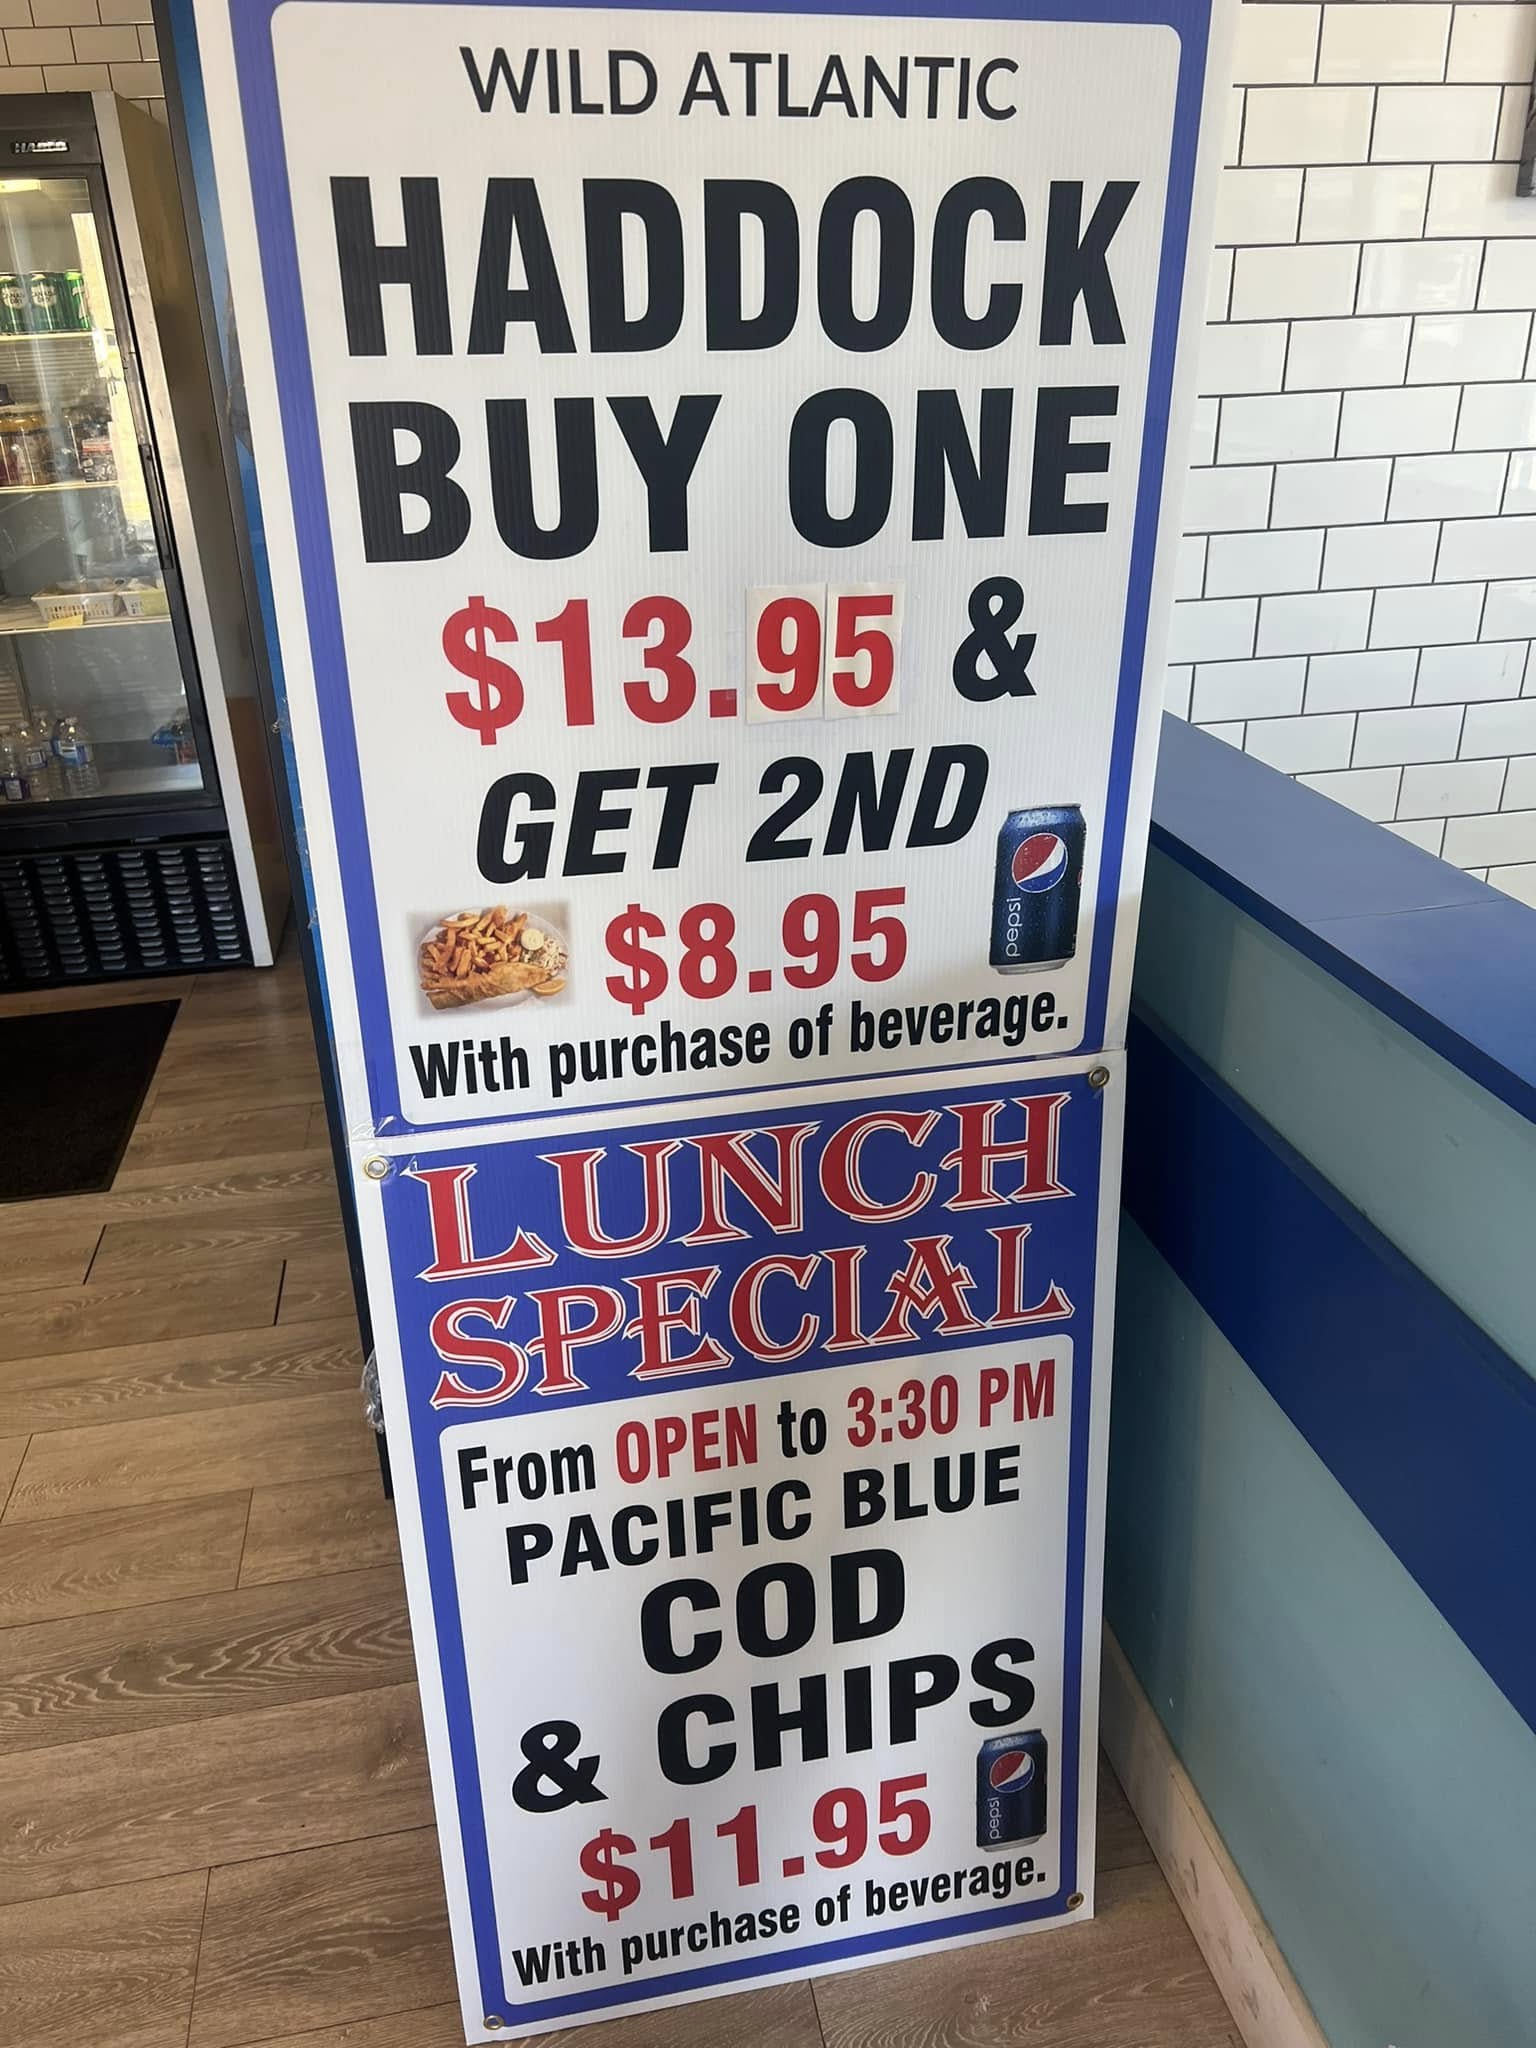 WILD ATLANTIC
HADDOCK
BUY ONE
$13.95 &
GET 2ND
$8.95
pepsi
With purchase of beverage.
LUNCH
SPECIAL
From OPEN to 3:30 PM
PACIFIC BLUE
COD
& CHIPS
$11.95
pepsi
With purchase of beverage.